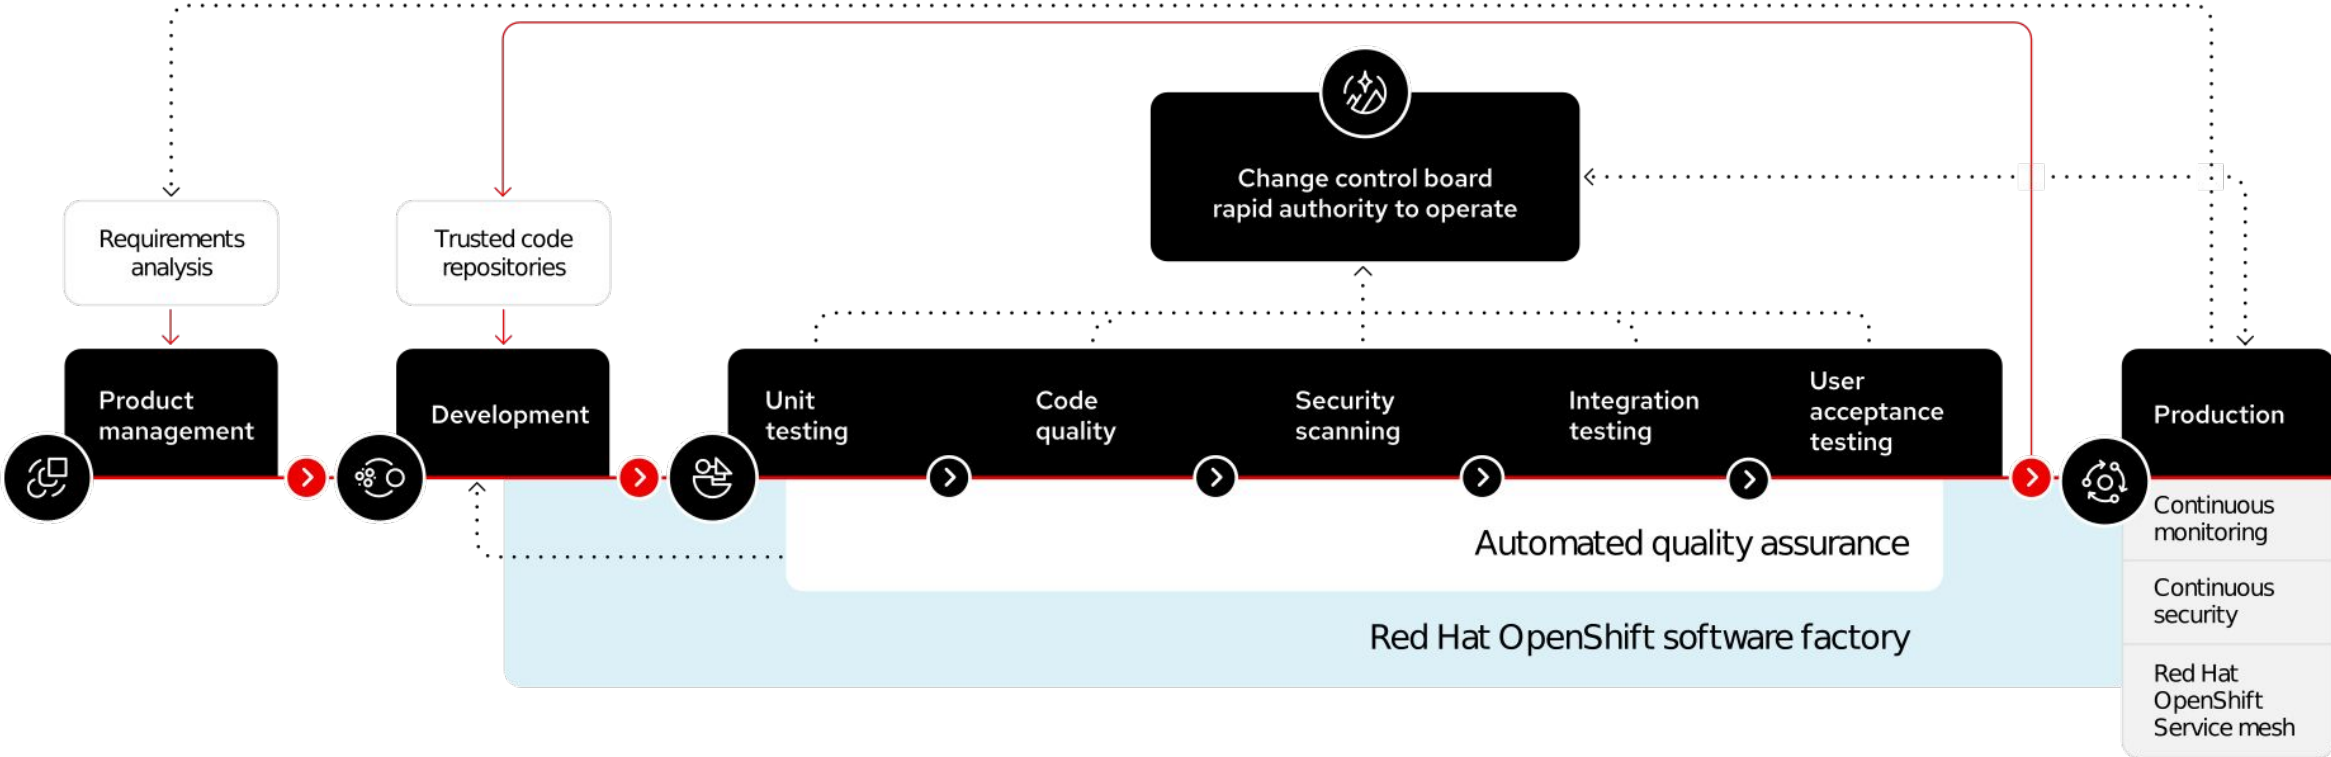 Change control board
rapid authority to operate
Requirements
analysis
Trusted code
repositories
Product
management
Development
Unit
testing
Code
quality
Security
scanning
Integration
testing
User
acceptance
testing
Production
Automated quality assurance
Red Hat OpenShift software factory
Continuous
monitoring
Continuous
security
Red Hat
OpenShift
Service mesh